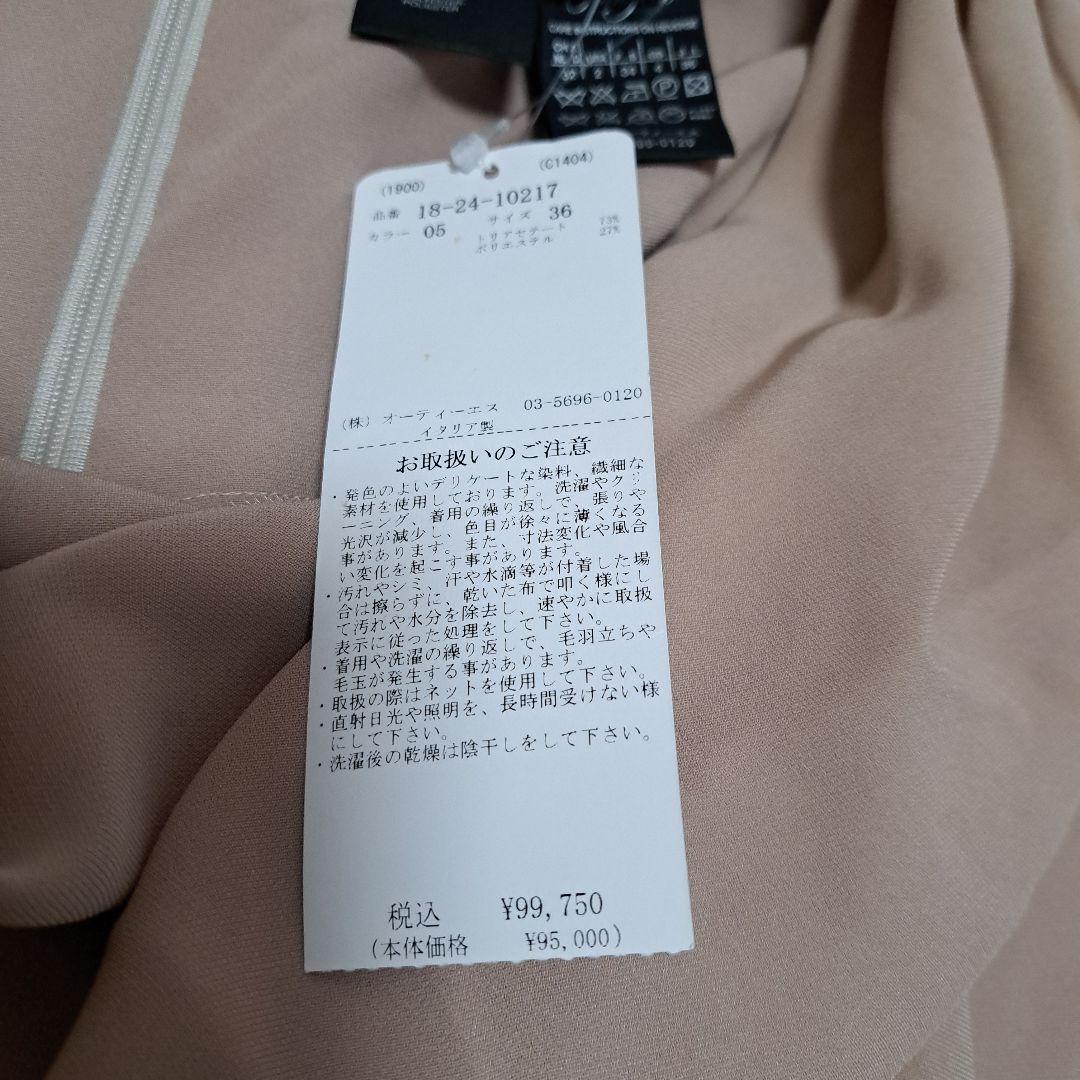 (1900)
(C1404)
品番 18-24-10217
サイズ 36
カラー 05
トリアセテート 73%
ポリエステル 27%
(株) オーティーエス 03-5696-0120
イタリア製
お取扱いのご注意
・発色のよいデリケートな染料、繊細な
素材を使用しております。洗濯やクリ
ーニング、着用の繰り返しで、張りや
光沢が減少し、色目が徐々に薄くなる
事があります。また、寸法変化や風合
い変化を起こす事があります。
・汚れやシミ、汗や水滴等が付着した場
合は擦らずに、乾いた布で叩く様にし
て汚れや水分を除去し、速やかに取扱
表示に従った処理をして下さい。
・着用や洗濯の繰り返しで、毛羽立ちや
毛玉が発生する事があります。
・取扱の際はネットを使用して下さい。
・直射日光や照明を、長時間受けない様
にして下さい。
・洗濯後の乾燥は陰干しをして下さい。
税込 ¥99,750
(本体価格 ¥95,000)